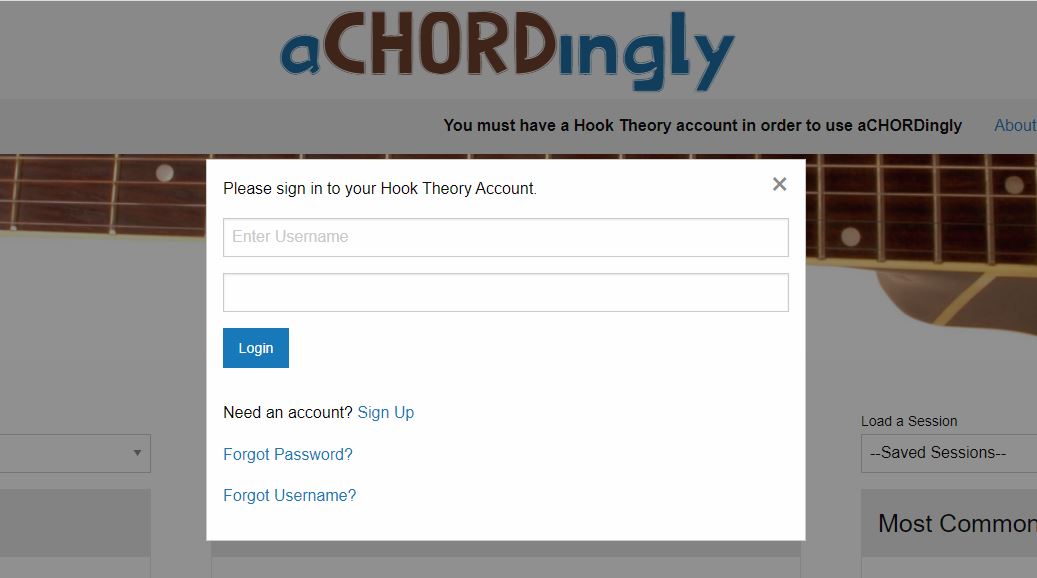 aCHORDingly
You must have a Hook Theory account in order to use aCHORDingly
About
Please sign in to your Hook Theory Account.
×
Enter Username
Login
Need an account? Sign Up
Forgot Password?
Forgot Username?
Load a Session
--Saved Sessions--
Most Common